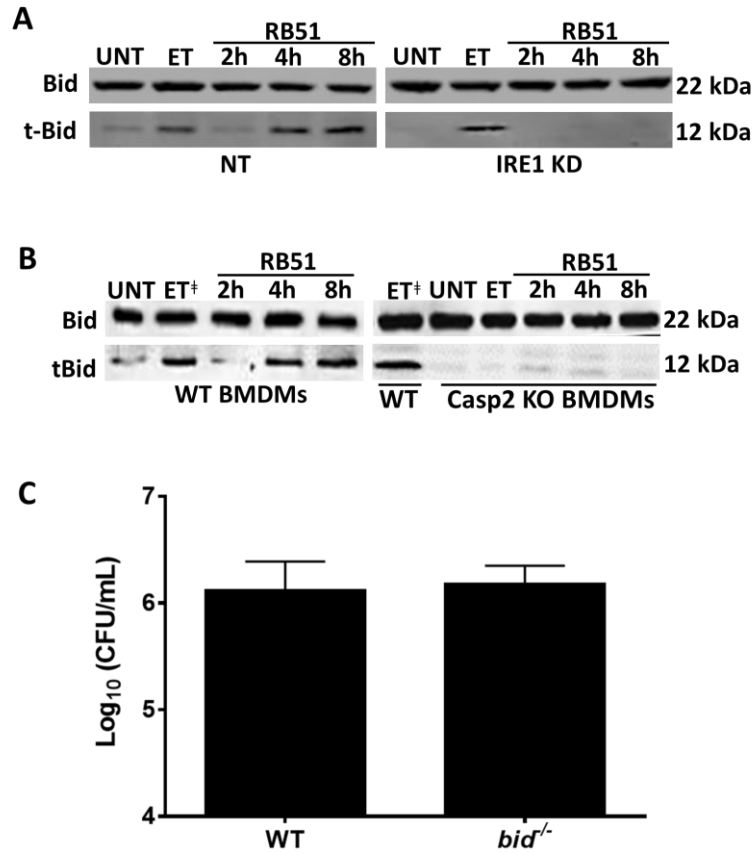 A
RB51
RB51
UNT ET 2h 4h 8h UNT ET 2h 4h 8h
Bid 22 kDa
t-Bid 12 kDa
NT IRE1 KD
B
RB51
RB51
UNT ET‡ 2h 4h 8h ET‡ UNT ET 2h 4h 8h
Bid 22 kDa
tBid 12 kDa
WT BMDMs WT Casp2 KO BMDMs
C
7
6
5
4
Log10 (CFU/mL)
WT bid-/-